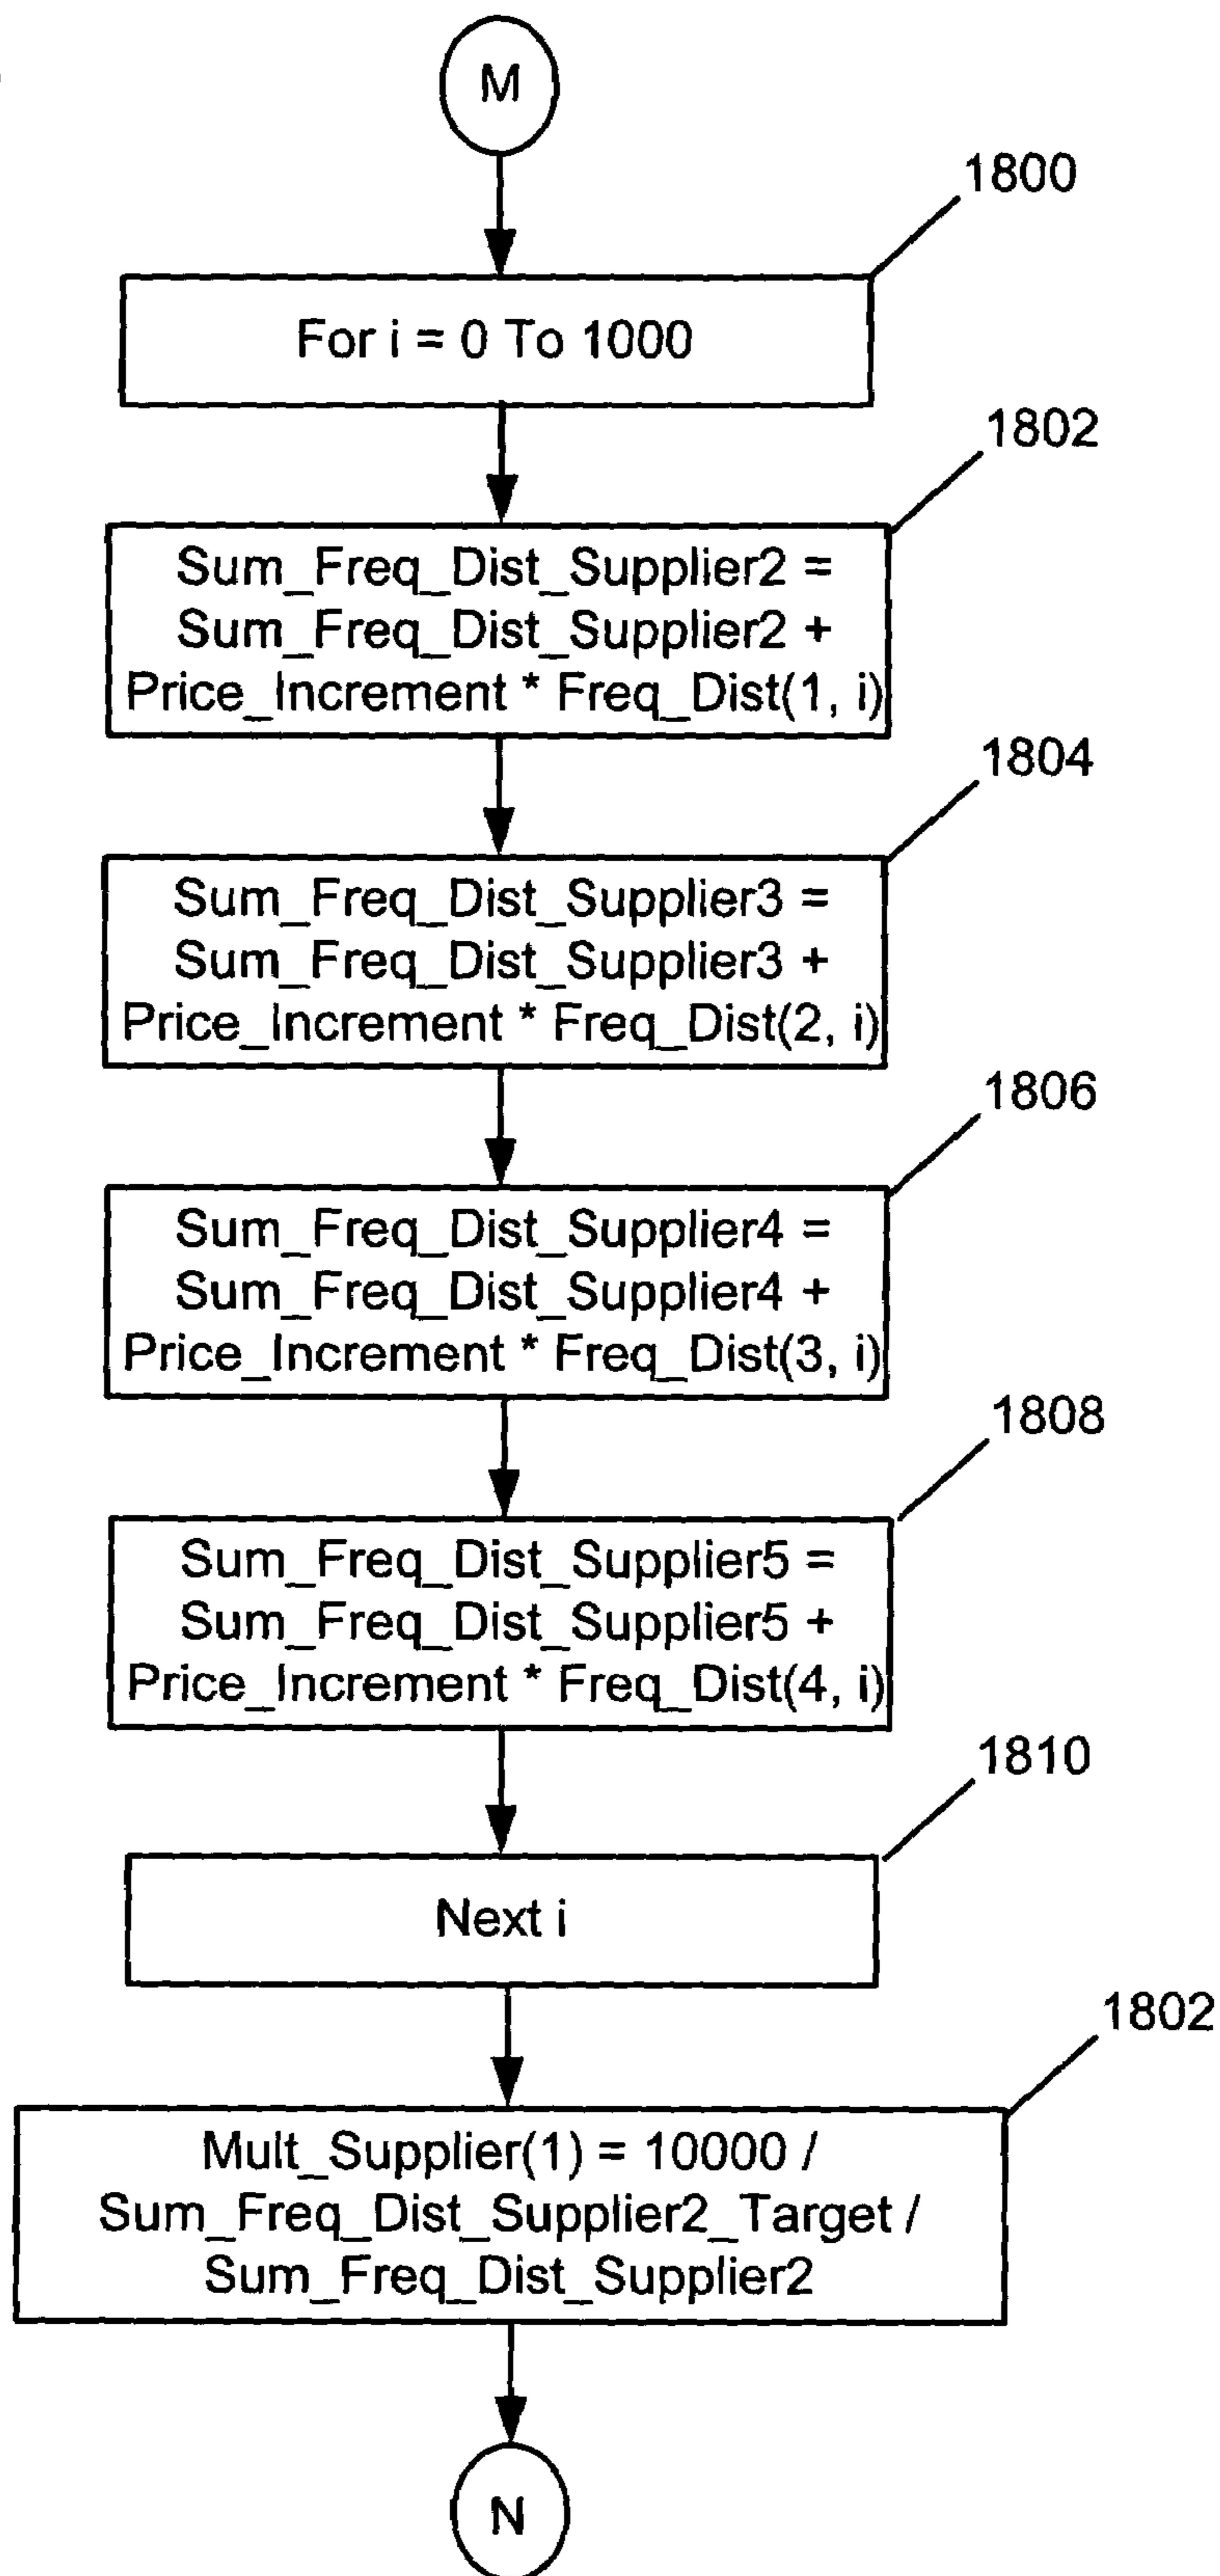 M
1800
For i = 0 To 1000
1802
Sum_Freq_Dist_Supplier2 =
Sum_Freq_Dist_Supplier2 +
Price_Increment * Freq_Dist(1, i)
1804
Sum_Freq_Dist_Supplier3 =
Sum_Freq_Dist_Supplier3 +
Price_Increment * Freq_Dist(2, i)
1806
Sum_Freq_Dist_Supplier4 =
Sum_Freq_Dist_Supplier4 +
Price_Increment * Freq_Dist(3, i)
1808
Sum_Freq_Dist_Supplier5 =
Sum_Freq_Dist_Supplier5 +
Price_Increment * Freq_Dist(4, i)
1810
Next i
1802
Mult_Supplier(1) = 10000 /
Sum_Freq_Dist_Supplier2_Target /
Sum_Freq_Dist_Supplier2
N